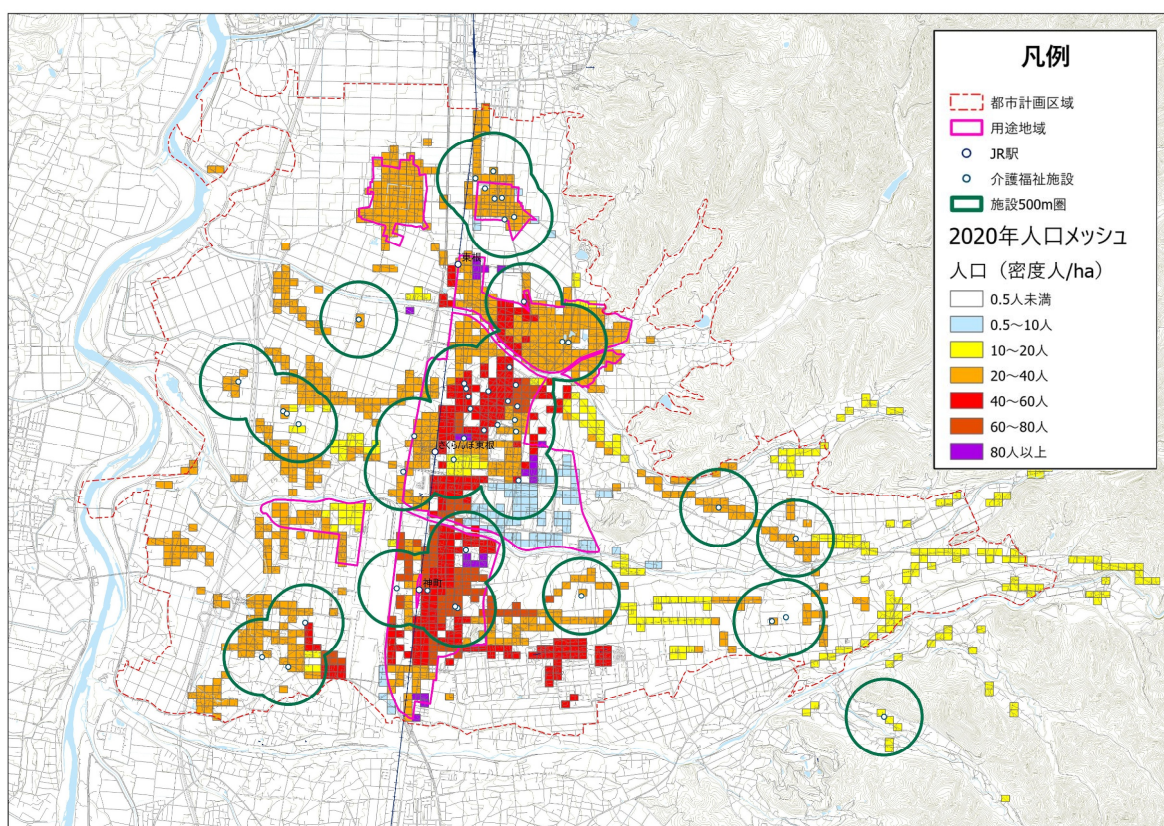 凡例
都市計画区域
用途地域
JR駅
介護福祉施設
施設500m圏
2020年人口メッシュ
人口（密度人/ha）
0.5人未満
0.5～10人
10～20人
20～40人
40～60人
60～80人
80人以上
東根
さくらんぼ東根
神町